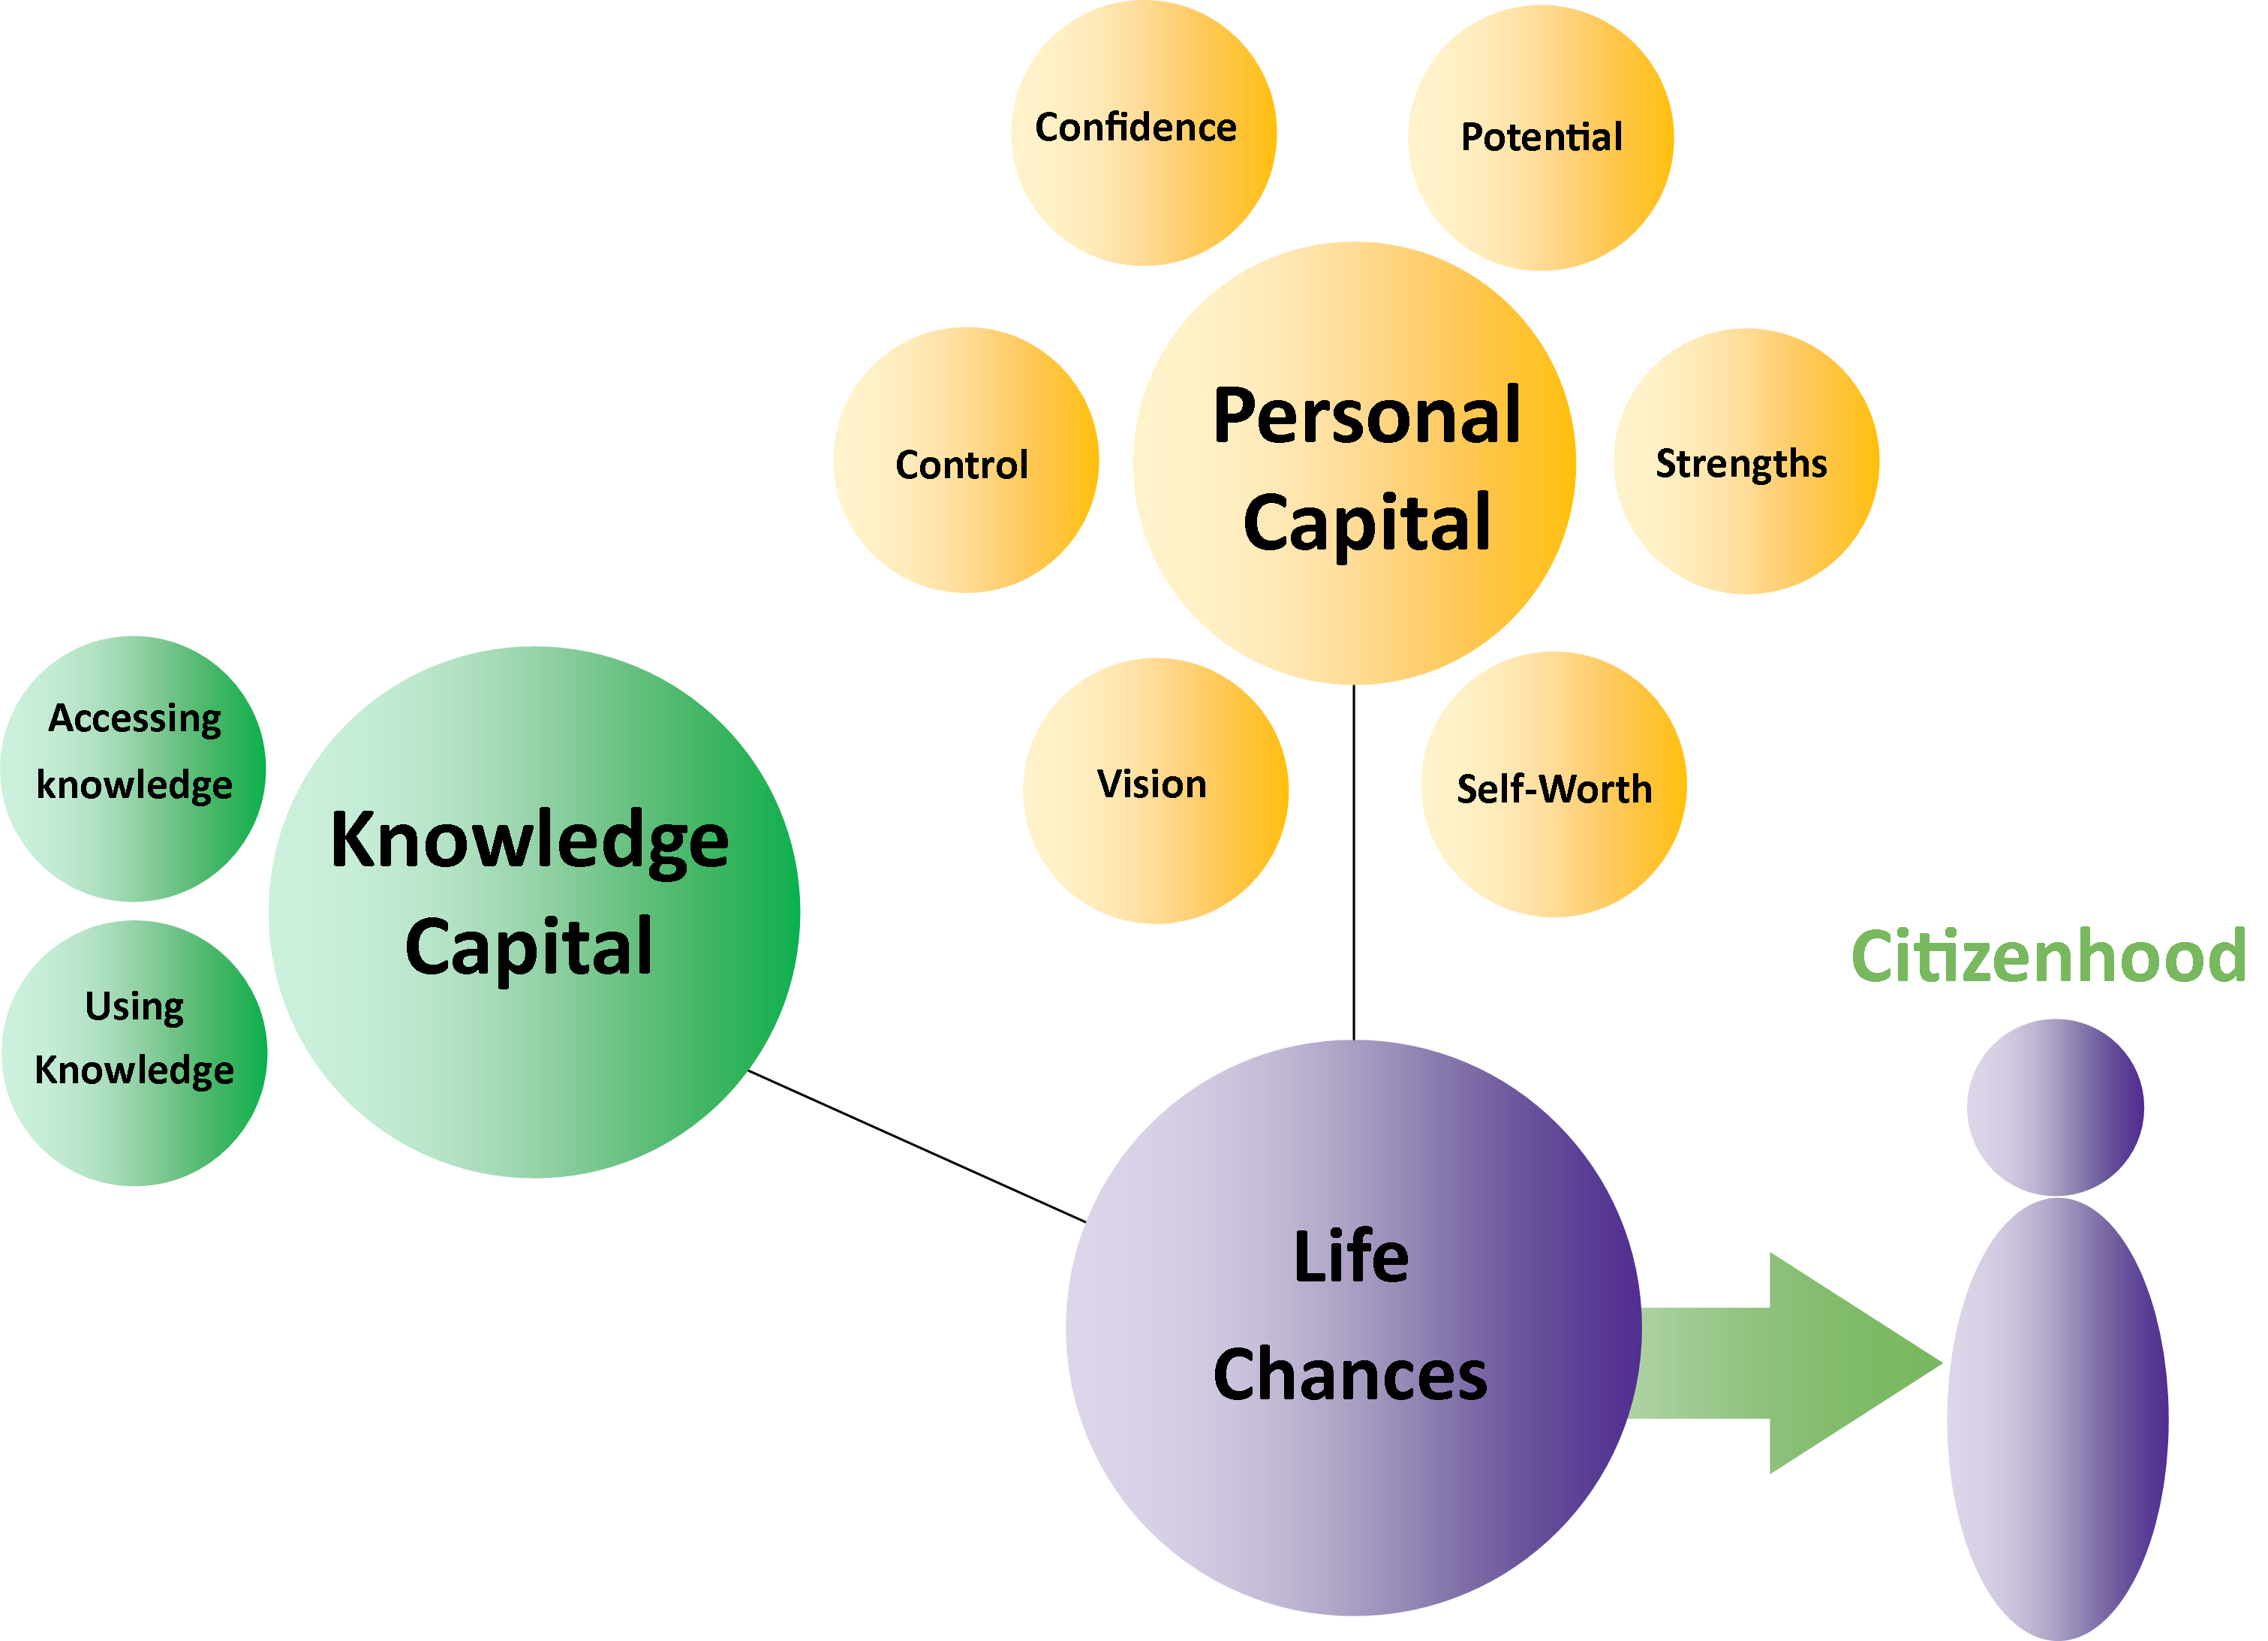 Confidence
Potential
Personal
Capital
Control
Strengths
Accessing
knowledge
Using
Knowledge
Knowledge
Capital
Vision
Self-Worth
Citizenhood
Life
Chances